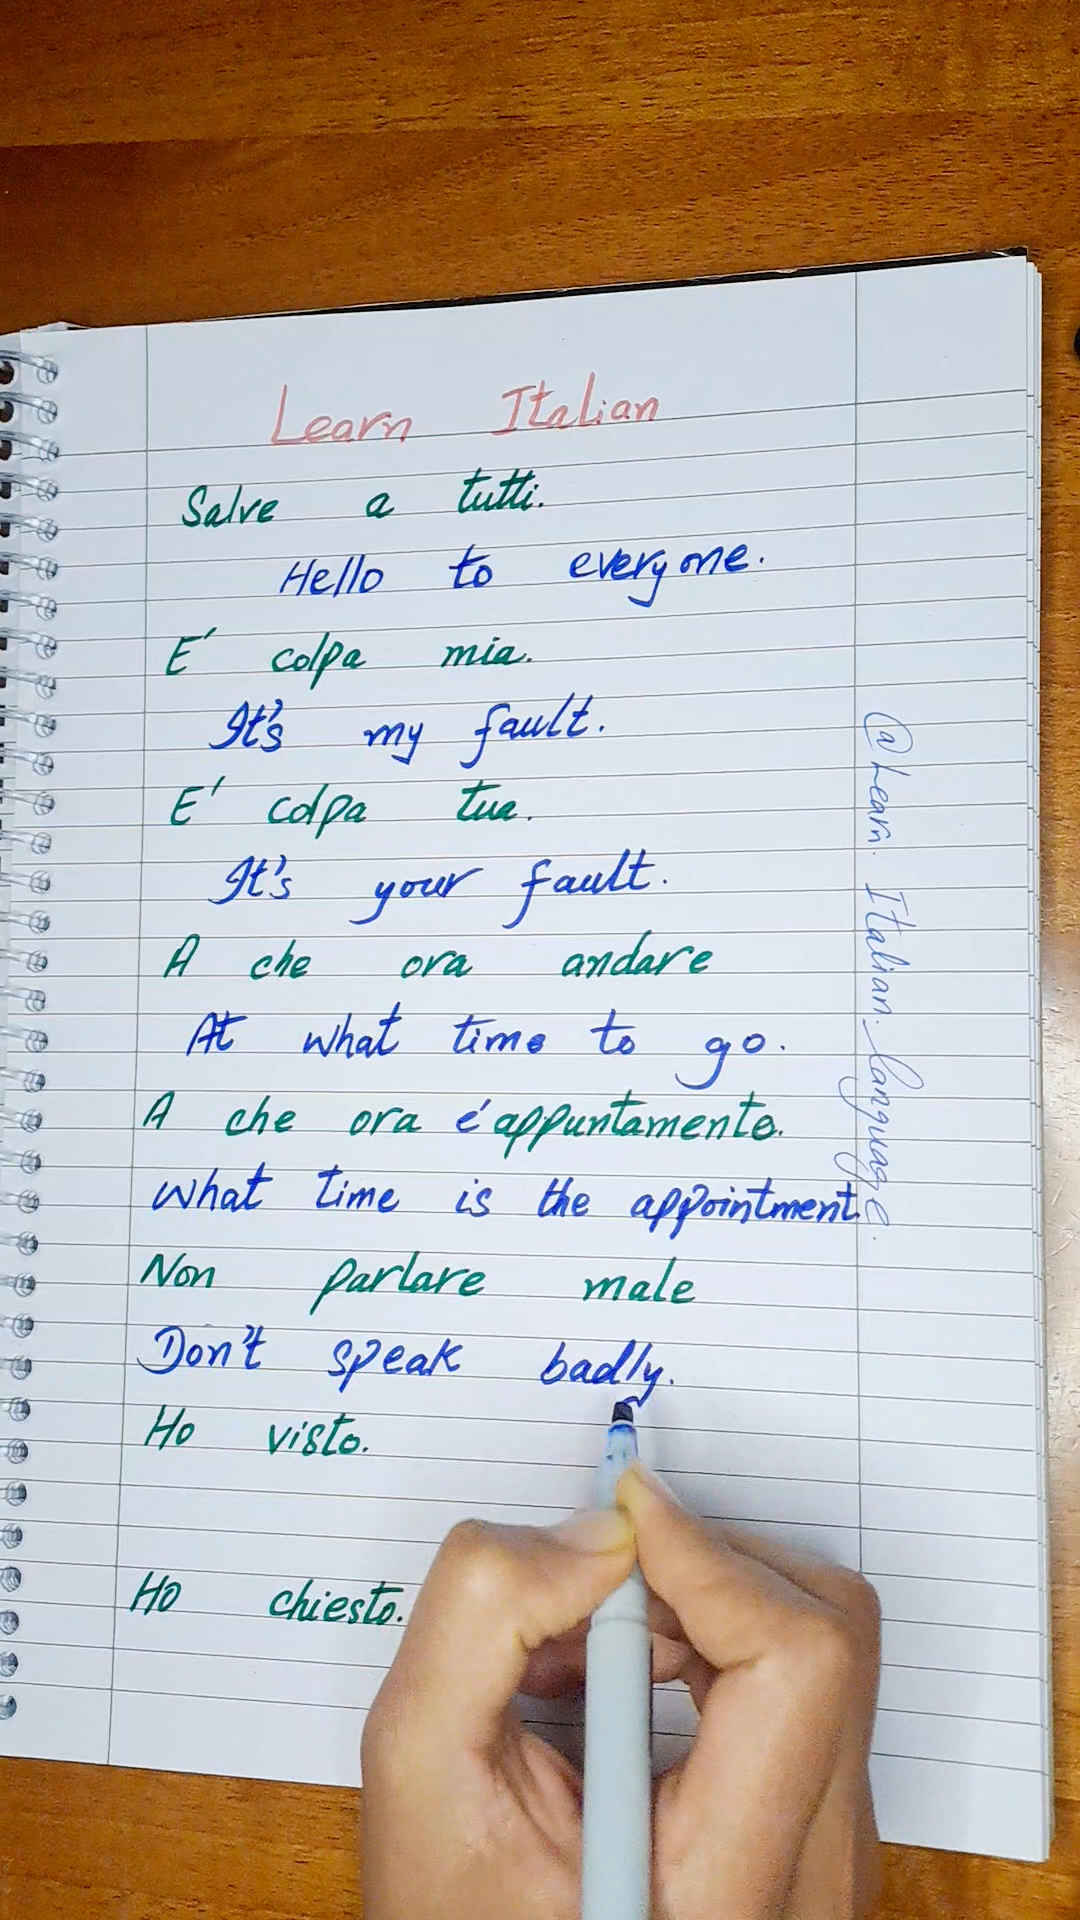 Learn Italian
Salve a tutti.
Hello to everyone.
E' colpa mia.
It's my fault.
E' colpa tua.
It's your fault.
A che ora andare
At what time to go.
A che ora é appuntamento.
What time is the appointment.
Non parlare male
Don't speak badly.
Ho visto.
Ho chiesto.
@Learn. Italian_language.